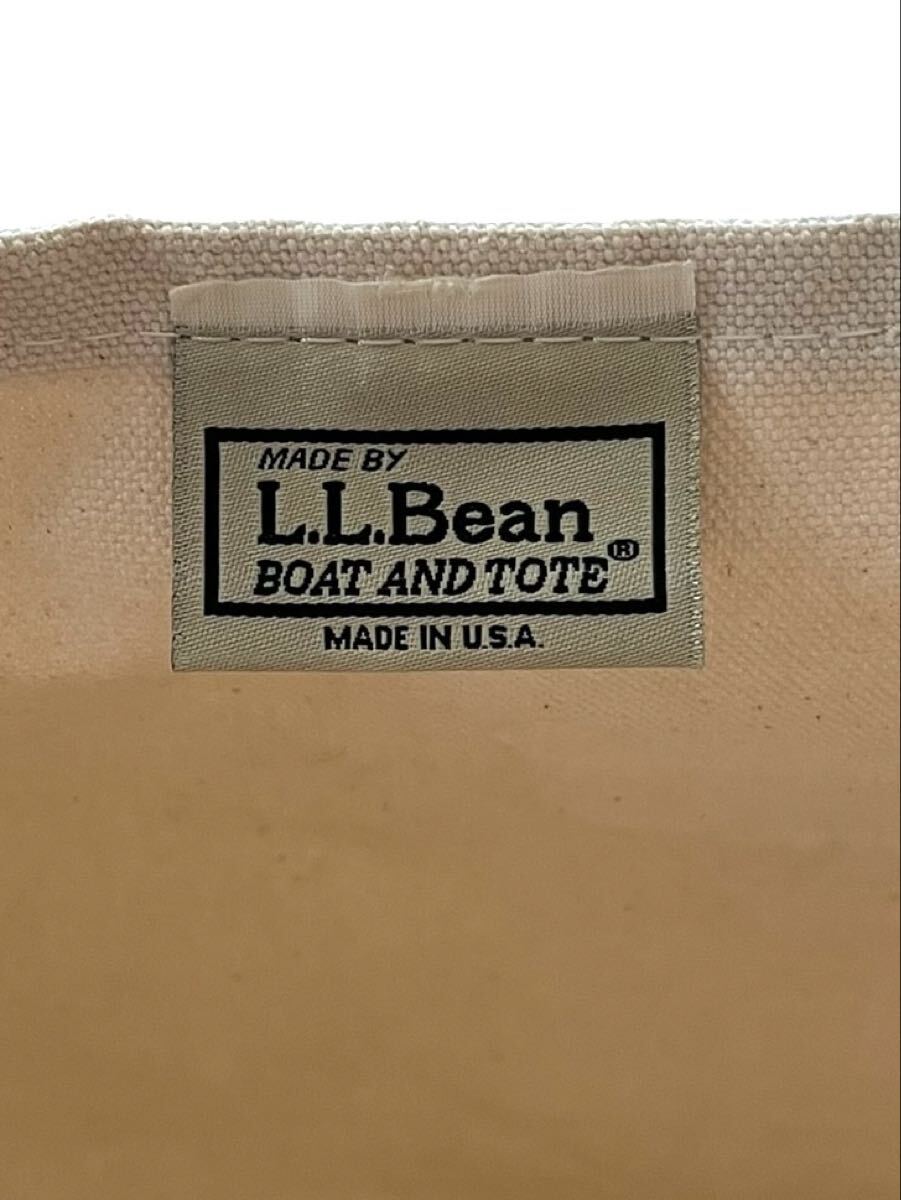 MADE BY
L.L.Bean
BOAT AND TOTE®
MADE IN U.S.A.